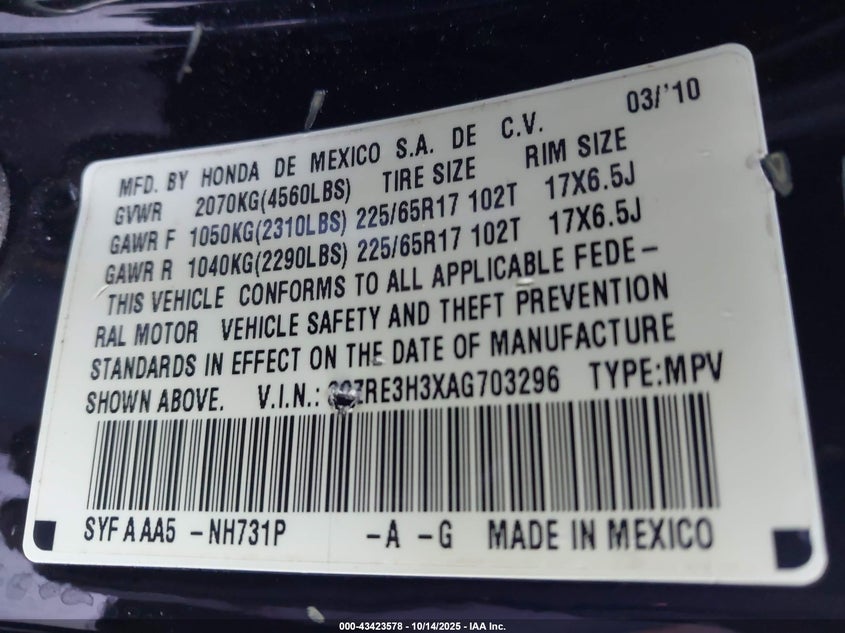 03/'10
MFD. BY HONDA DE MEXICO S.A. DE C.V.
GVWR 2070KG(4560LBS) TIRE SIZE RIM SIZE
GAWR F 1050KG(2310LBS) 225/65R17 102T 17X6.5J
GAWR R 1040KG(2290LBS) 225/65R17 102T 17X6.5J
THIS VEHICLE CONFORMS TO ALL APPLICABLE FEDE-
RAL MOTOR VEHICLE SAFETY AND THEFT PREVENTION
STANDARDS IN EFFECT ON THE DATE OF MANUFACTURE
SHOWN ABOVE. V.I.N.: TYPE:MPV
SYF A AA5 -NH731P -A -G MADE IN MEXICO
000-43423578 - 10/14/2025 - IAA Inc.